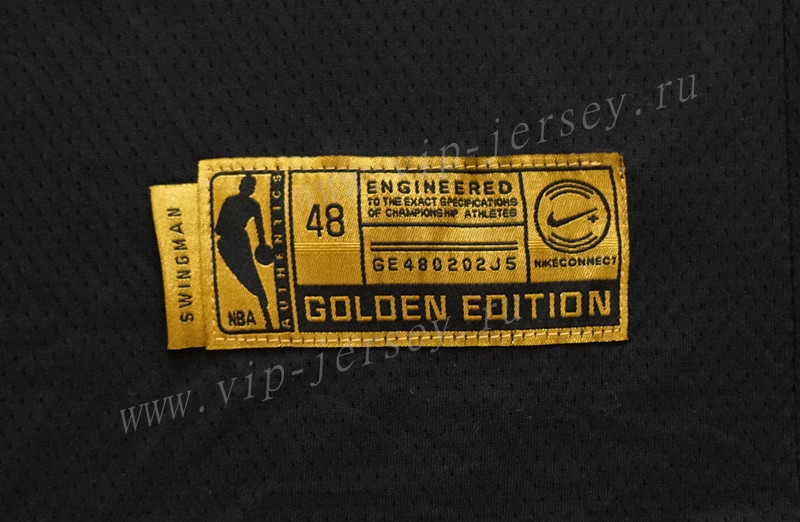 vip-jersey.ru
SWINGMAN
NBA
AUTHENTICS
48
ENGINEERED
TO THE EXACT SPECIFICATIONS
OF CHAMPIONSHIP ATHLETES
GE480202J5
NIKECONNECT
GOLDEN EDITION
www.vip-jersey.ru